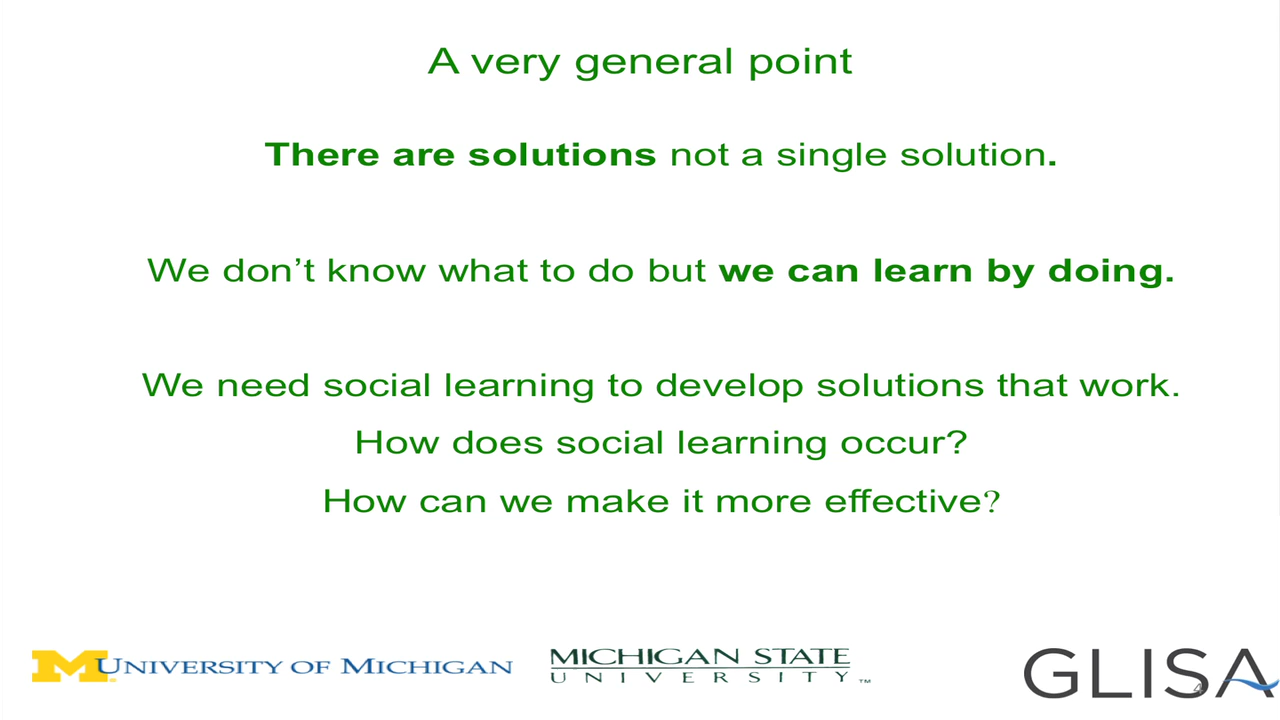 A very general point
There are solutions not a single solution.
We don’t know what to do but we can learn by doing.
We need social learning to develop solutions that work.
How does social learning occur?
How can we make it more effective?
M UNIVERSITY OF MICHIGAN
MICHIGAN STATE
UNIVERSITY™
GLISA
4